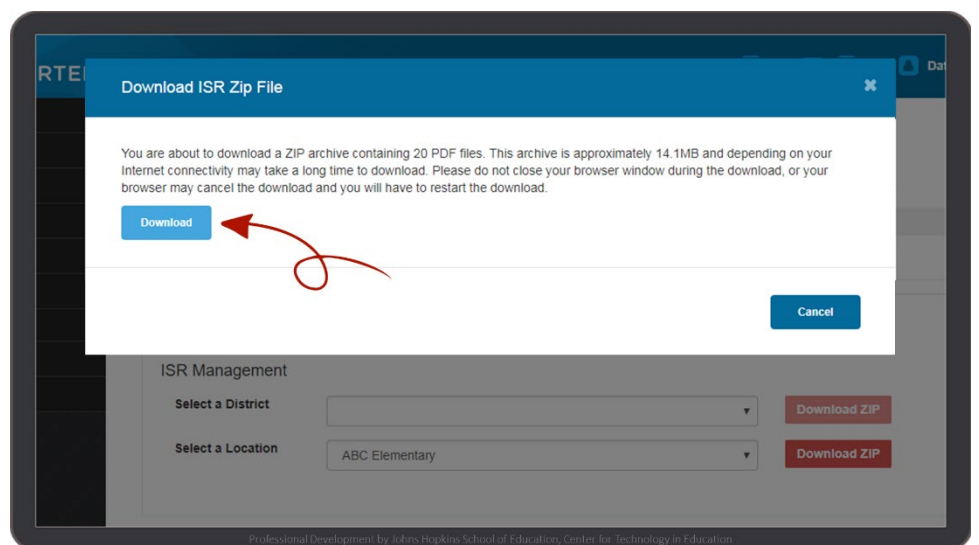 RTE
Dat
Download ISR Zip File
You are about to download a ZIP archive containing 20 PDF files. This archive is approximately 14.1MB and depending on your
Internet connectivity may take a long time to download. Please do not close your browser window during the download, or your
browser may cancel the download and you will have to restart the download.
Download
Cancel
ISR Management
Select a District
Download ZIP
Select a Location
ABC Elementary
Download ZIP
Professional Development by Johns Hopkins School of Education, Center for Technology in Education